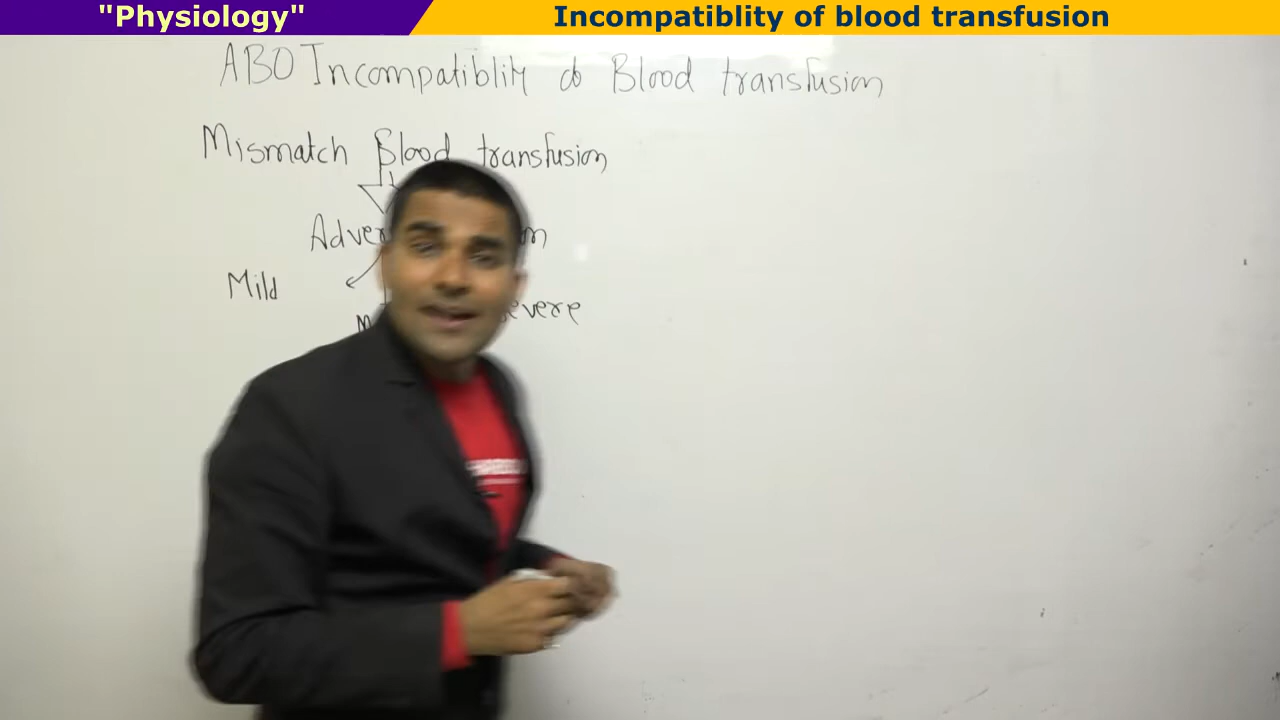 "Physiology"
Incompatiblity of blood transfusion
ABO Incompatiblity of Blood transfusion
Mismatch Blood transfusion
Mild